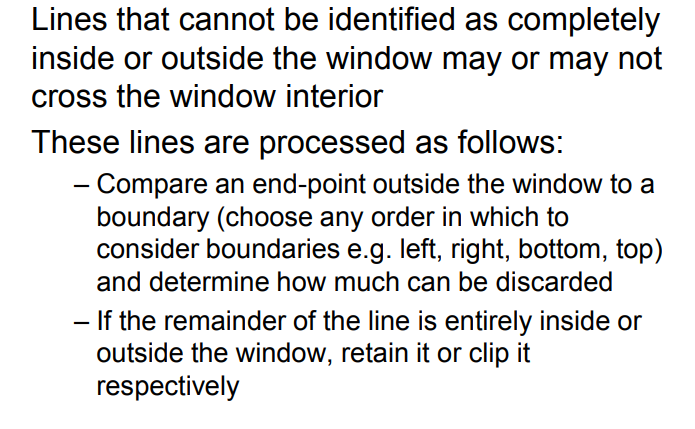 Lines that cannot be identified as completely
inside or outside the window may or may not
cross the window interior
These lines are processed as follows:
– Compare an end-point outside the window to a
boundary (choose any order in which to
consider boundaries e.g. left, right, bottom, top)
and determine how much can be discarded
– If the remainder of the line is entirely inside or
outside the window, retain it or clip it
respectively